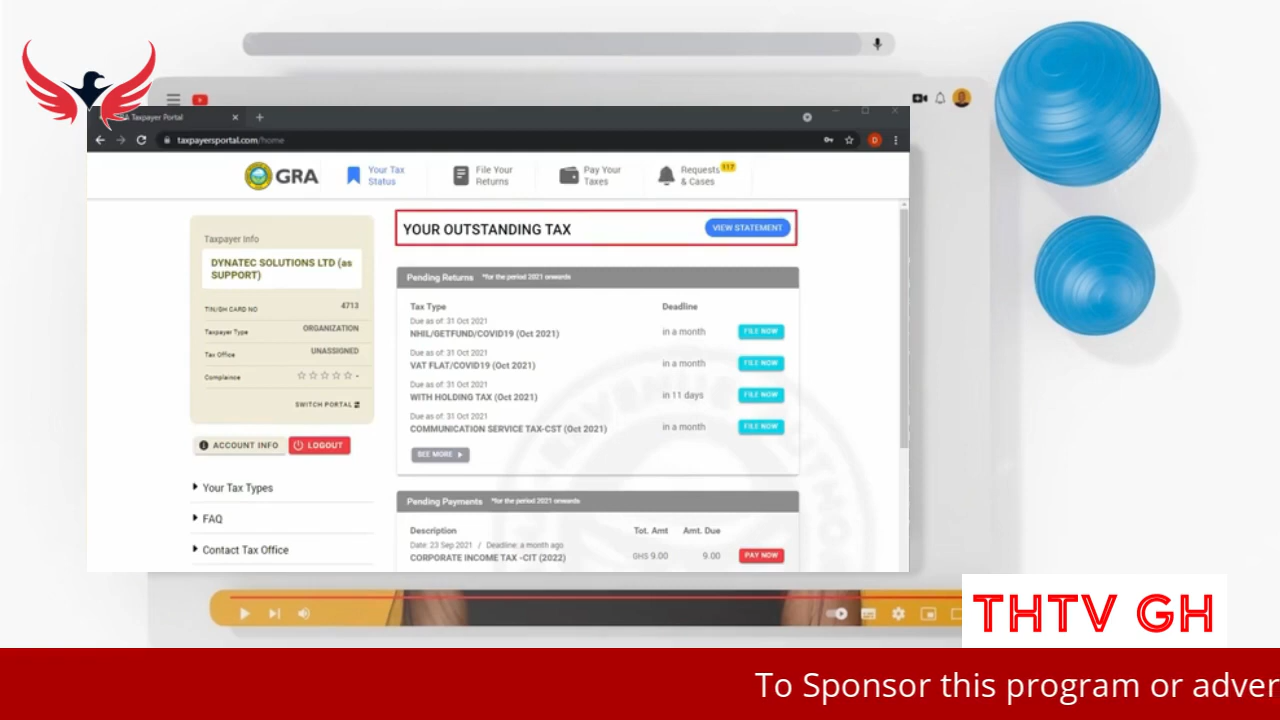 GRA Taxpayer Portal
taxpayersportal.com/home
D
GRA
Your Tax
Status
File Your
Returns
Pay Your
Taxes
Requests 117
& Cases
Taxpayer Info
DYNATEC SOLUTIONS LTD (as
SUPPORT)
TIN/GH CARD NO 4713
Taxpayer Type ORGANIZATION
Tax Office UNASSIGNED
Complaince
SWITCH PORTAL
ACCOUNT INFO LOGOUT
Your Tax Types
FAQ
Contact Tax Office
YOUR OUTSTANDING TAX VIEW STATEMENT
Pending Returns *for the period 2021 onwards
Tax Type Deadline
Due as of: 31 Oct 2021
NHIL/GETFUND/COVID19 (Oct 2021) in a month FILE NOW
Due as of: 31 Oct 2021
VAT FLAT/COVID19 (Oct 2021) in a month FILE NOW
Due as of: 31 Oct 2021
WITH HOLDING TAX (Oct 2021) in 11 days FILE NOW
Due as of: 31 Oct 2021
COMMUNICATION SERVICE TAX-CST (Oct 2021) in a month FILE NOW
SEE MORE
Pending Payments *for the period 2021 onwards
Description Tot. Amt Amt. Due
Date: 23 Sep 2021 / Deadline: a month ago
CORPORATE INCOME TAX -CIT (2022) GHS 9.00 9.00 PAY NOW
THTV GH
To Sponsor this program or adver